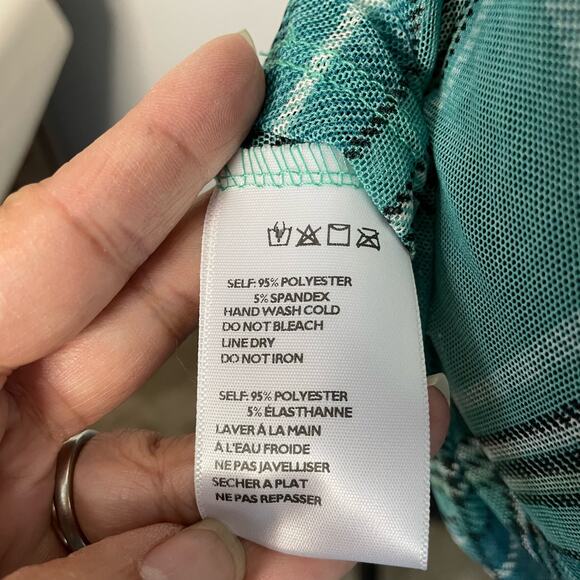 SELF: 95% POLYESTER
5% SPANDEX
HAND WASH COLD
DO NOT BLEACH
LINE DRY
DO NOT IRON
SELF: 95% POLYESTER
5% ÉLASTHANNE
LAVER Á LA MAIN
Á L'EAU FROIDE
NE PAS JAVELLISER
SECHER A PLAT
NE PAS REPASSER